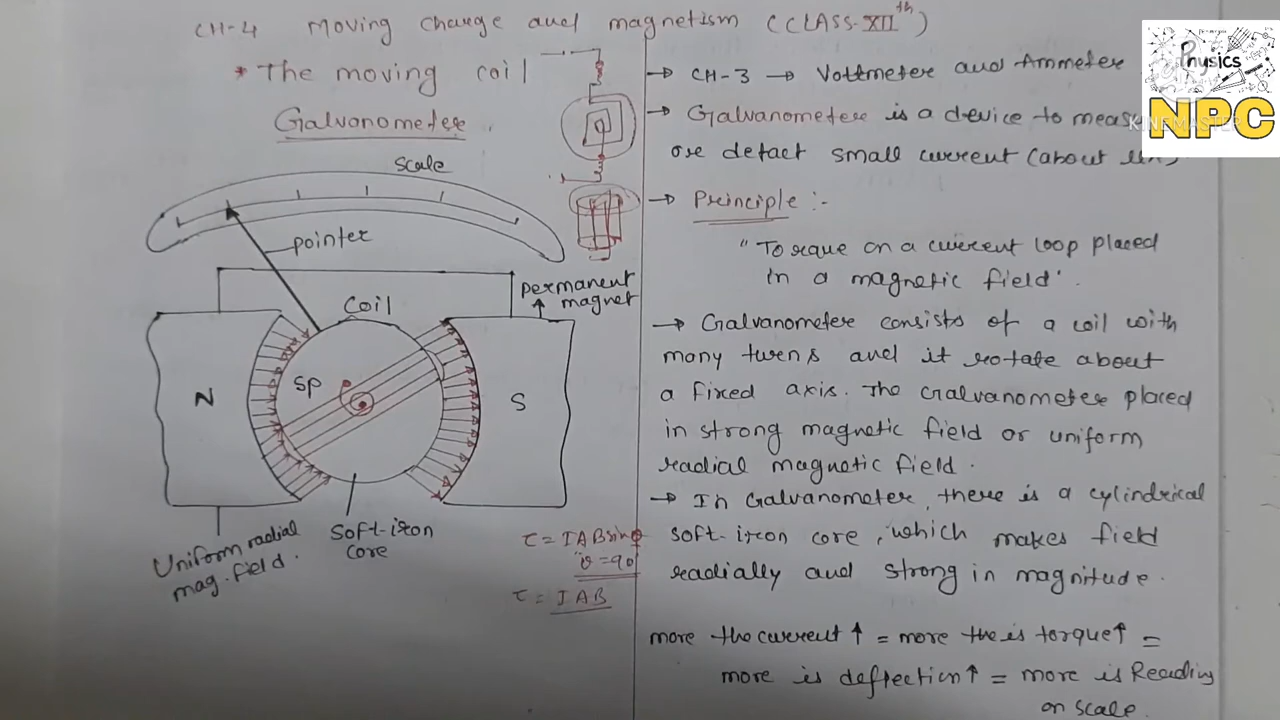 CH-4 Moving charge and magnetism (CLASS-XIIth)
* The moving coil
Galvanometer.
scale
pointer
coil
permanent
magnet
N
Sp
S
Uniform radial
mag. field.
Soft-iron
core
τ = IAB sinθ
θ = 90°
τ = IAB
→ CH-3 → Voltmeter and Ammeter
→ Galvanometer is a device to
or detact small current (about
→ Principle :-
"Torque on a current loop placed
in a magnetic field"
→ Galvanometer consists of a coil with
many turns and it rotate about
a fixed axis. The Galvanometer placed
in strong magnetic field or uniform
radial magnetic field.
→ In Galvanometer, there is a cylindrical
soft-iron core, which makes field
readially and strong in magnitude.
more the current ↑ = more the is torque ↑ =
more is deflection ↑ = more is Reading
on scale.
Physics
NPC
KINEMASTER